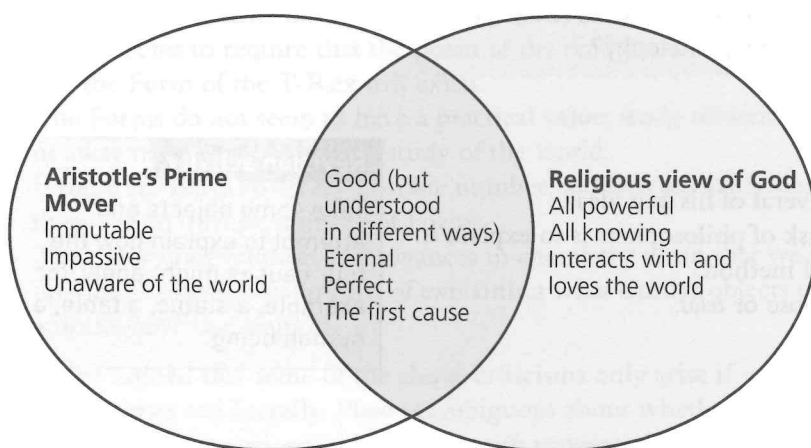 Aristotle's Prime
Mover
Immutable
Impassive
Unaware of the world
Good (but
understood
in different ways)
Eternal
Perfect
The first cause
Religious view of God
All powerful
All knowing
Interacts with and
loves the world